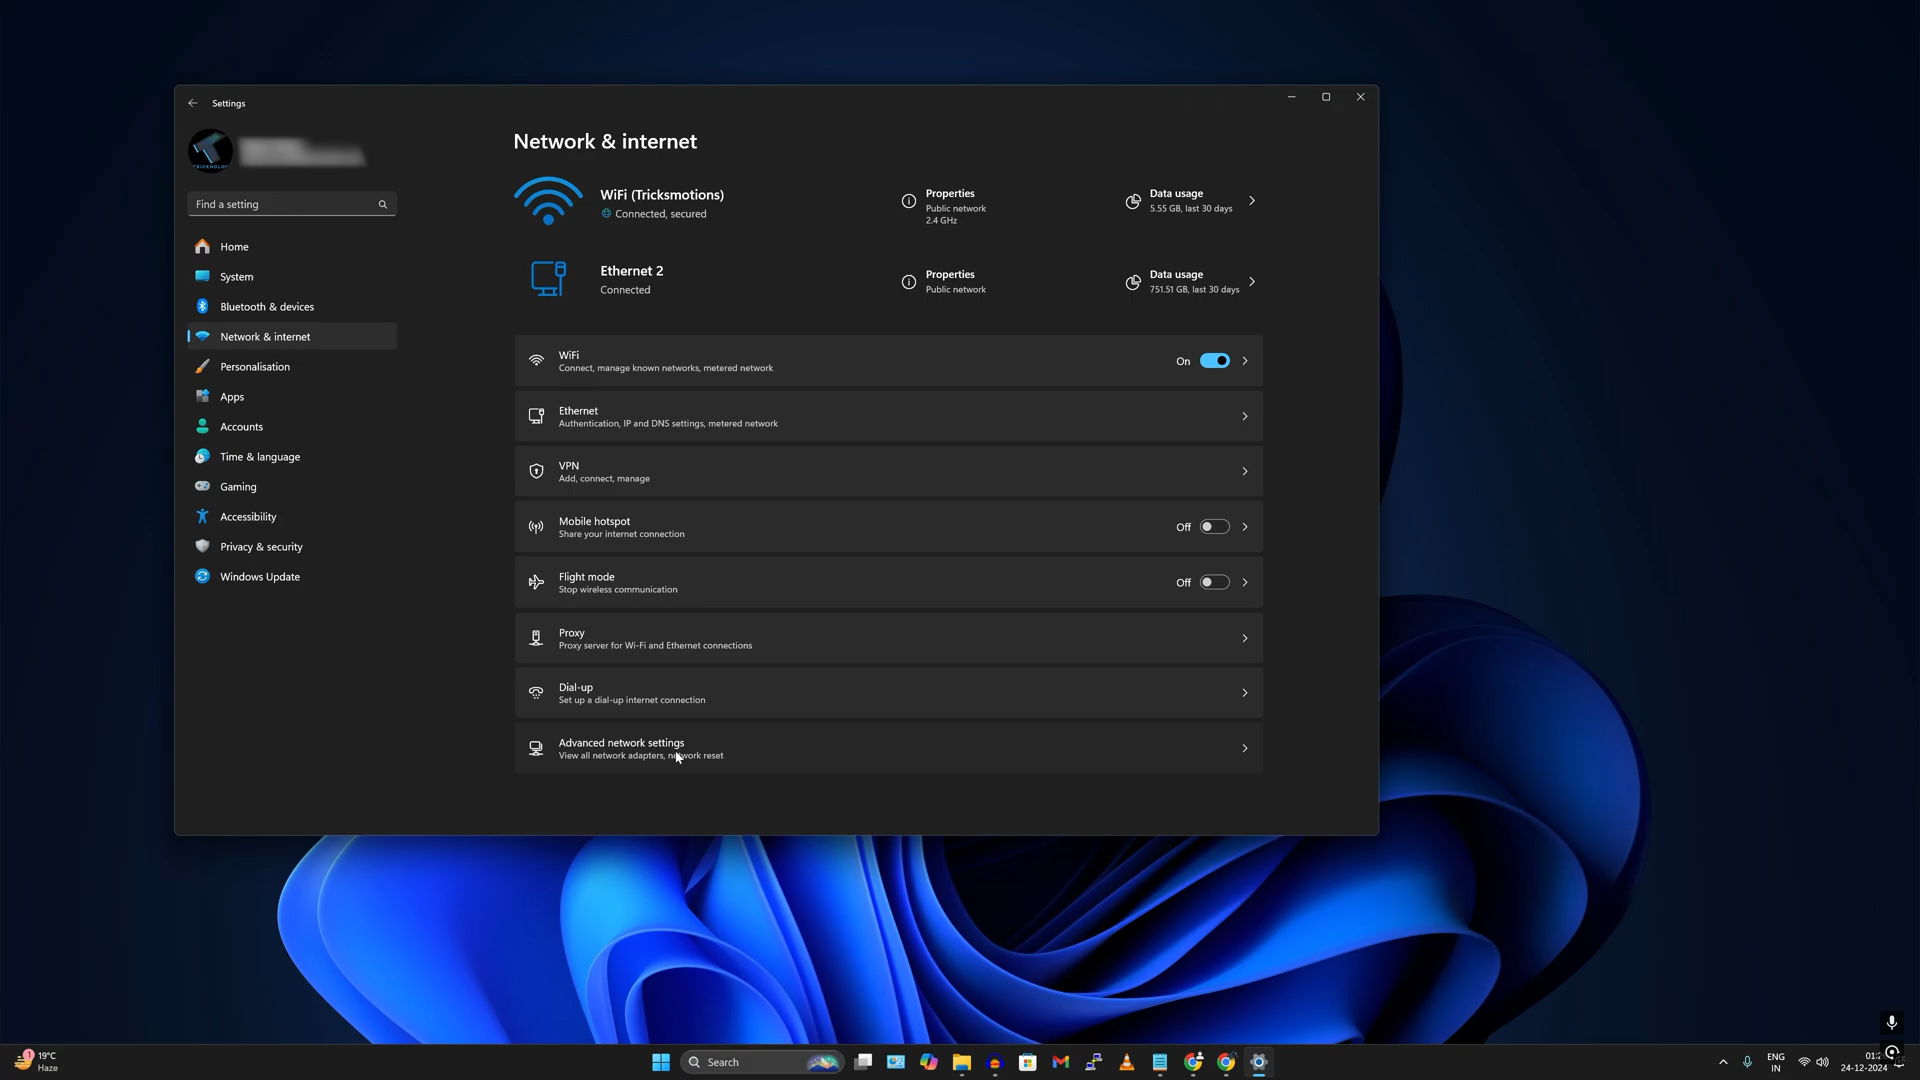 Settings
Find a setting
Home
System
Bluetooth & devices
Network & internet
Personalisation
Apps
Accounts
Time & language
Gaming
Accessibility
Privacy & security
Windows Update
Network & internet
WiFi (Tricksmotions)
Connected, secured
Properties
Public network
2.4 GHz
Data usage
5.55 GB, last 30 days
Ethernet 2
Connected
Properties
Public network
Data usage
751.51 GB, last 30 days
WiFi
Connect, manage known networks, metered network
On
Ethernet
Authentication, IP and DNS settings, metered network
VPN
Add, connect, manage
Mobile hotspot
Share your internet connection
Off
Flight mode
Stop wireless communication
Off
Proxy
Proxy server for Wi-Fi and Ethernet connections
Dial-up
Set up a dial-up internet connection
Advanced network settings
View all network adapters, network reset
1
19°C
Haze
Search
ENG
IN
24-12-2024